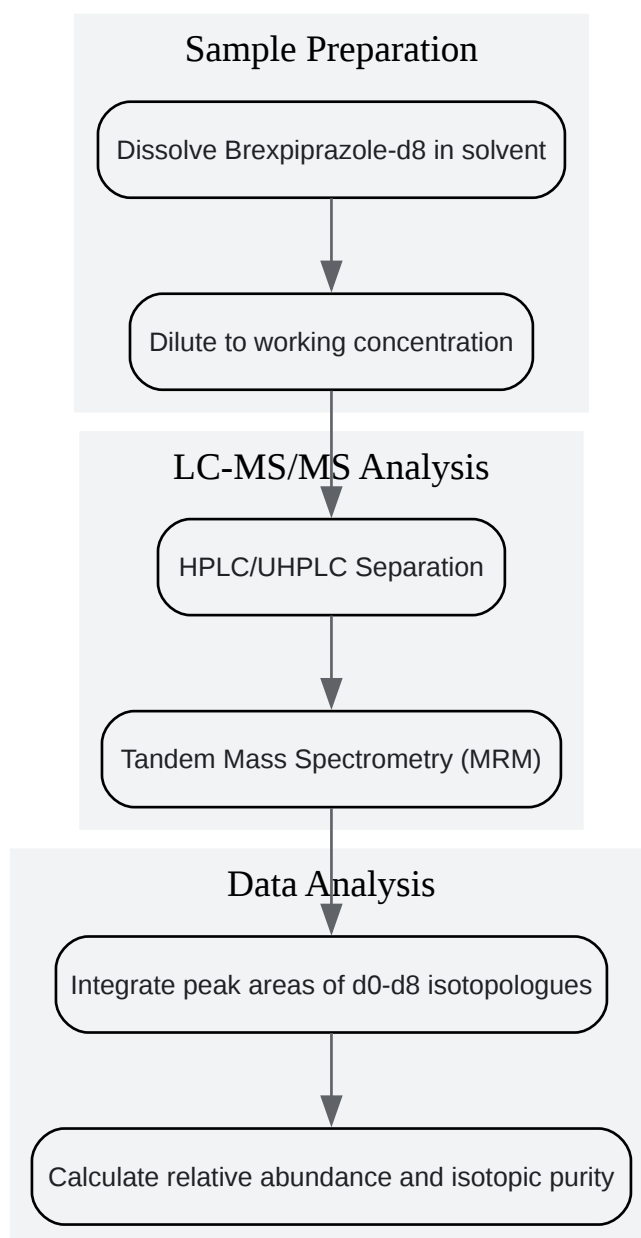 Sample Preparation
Dissolve Brexpiprazole-d8 in solvent
Dilute to working concentration
LC-MS/MS Analysis
HPLC/UHPLC Separation
Tandem Mass Spectrometry (MRM)
Data Analysis
Integrate peak areas of d0-d8 isotopologues
Calculate relative abundance and isotopic purity